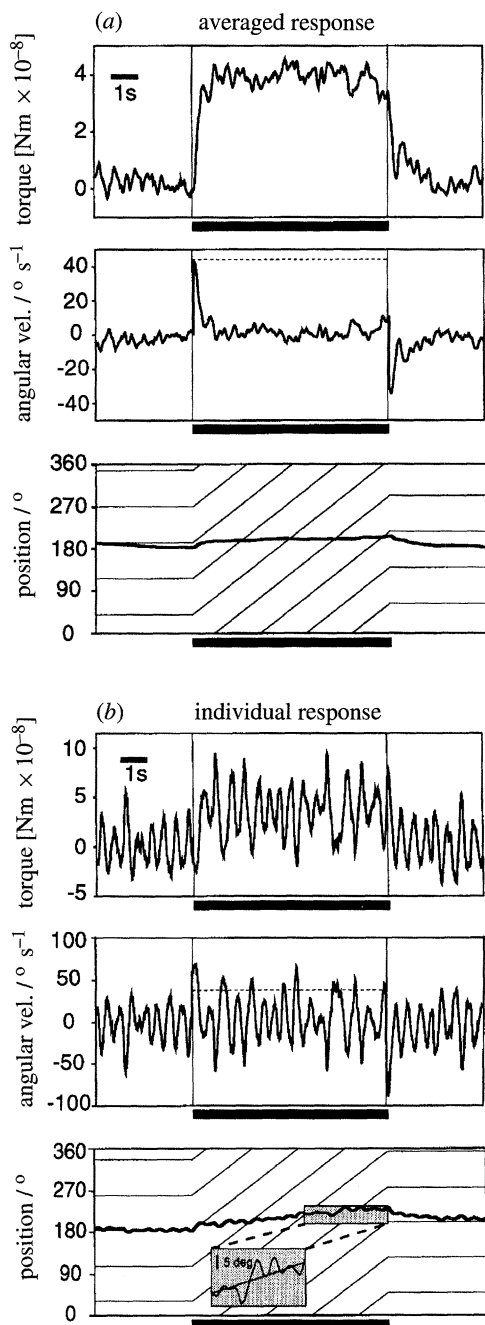 (a) averaged response
torque [Nm × 10⁻⁸]
4
2
0
1s
angular vel. / ° s⁻¹
40
20
0
-20
-40
position / °
360
270
180
90
0
(b) individual response
torque [Nm × 10⁻⁸]
10
5
0
-5
1s
angular vel. / ° s⁻¹
100
50
0
-50
-100
position / °
360
270
180
90
0
5 deg